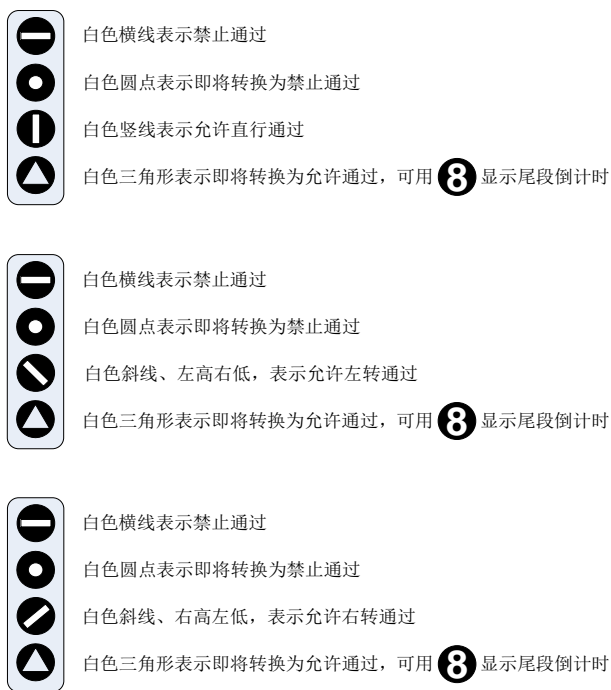 白色横线表示禁止通过
白色圆点表示即将转换为禁止通过
白色竖线表示允许直行通过
白色三角形表示即将转换为允许通过，可用8显示尾段倒计时
白色横线表示禁止通过
白色圆点表示即将转换为禁止通过
白色斜线、左高右低，表示允许左转通过
白色三角形表示即将转换为允许通过，可用8显示尾段倒计时
白色横线表示禁止通过
白色圆点表示即将转换为禁止通过
白色斜线、右高左低，表示允许右转通过
白色三角形表示即将转换为允许通过，可用8显示尾段倒计时